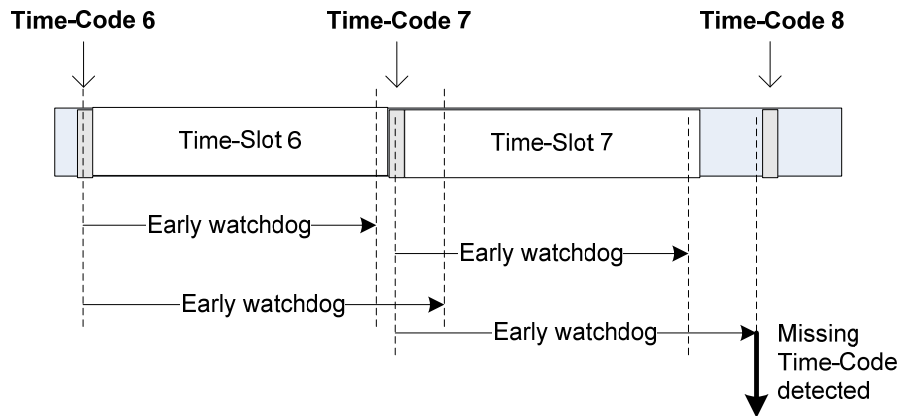 Time-Code 6
Time-Code 7
Time-Code 8
Time-Slot 6
Time-Slot 7
Early watchdog
Early watchdog
Early watchdog
Early watchdog
Missing
Time-Code
detected